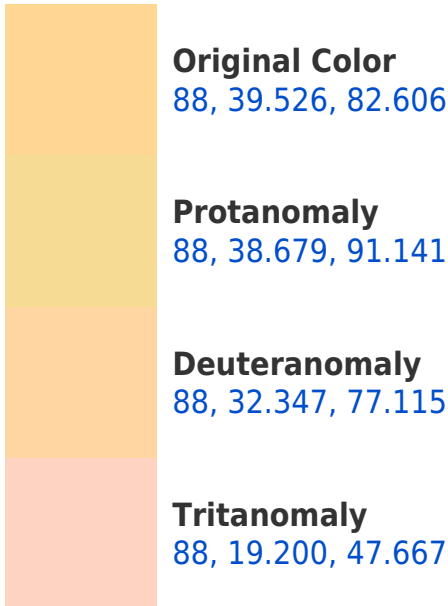 Original Color
88, 39.526, 82.606
Protanomaly
88, 38.679, 91.141
Deuteranomaly
88, 32.347, 77.115
Tritanomaly
88, 19.200, 47.667